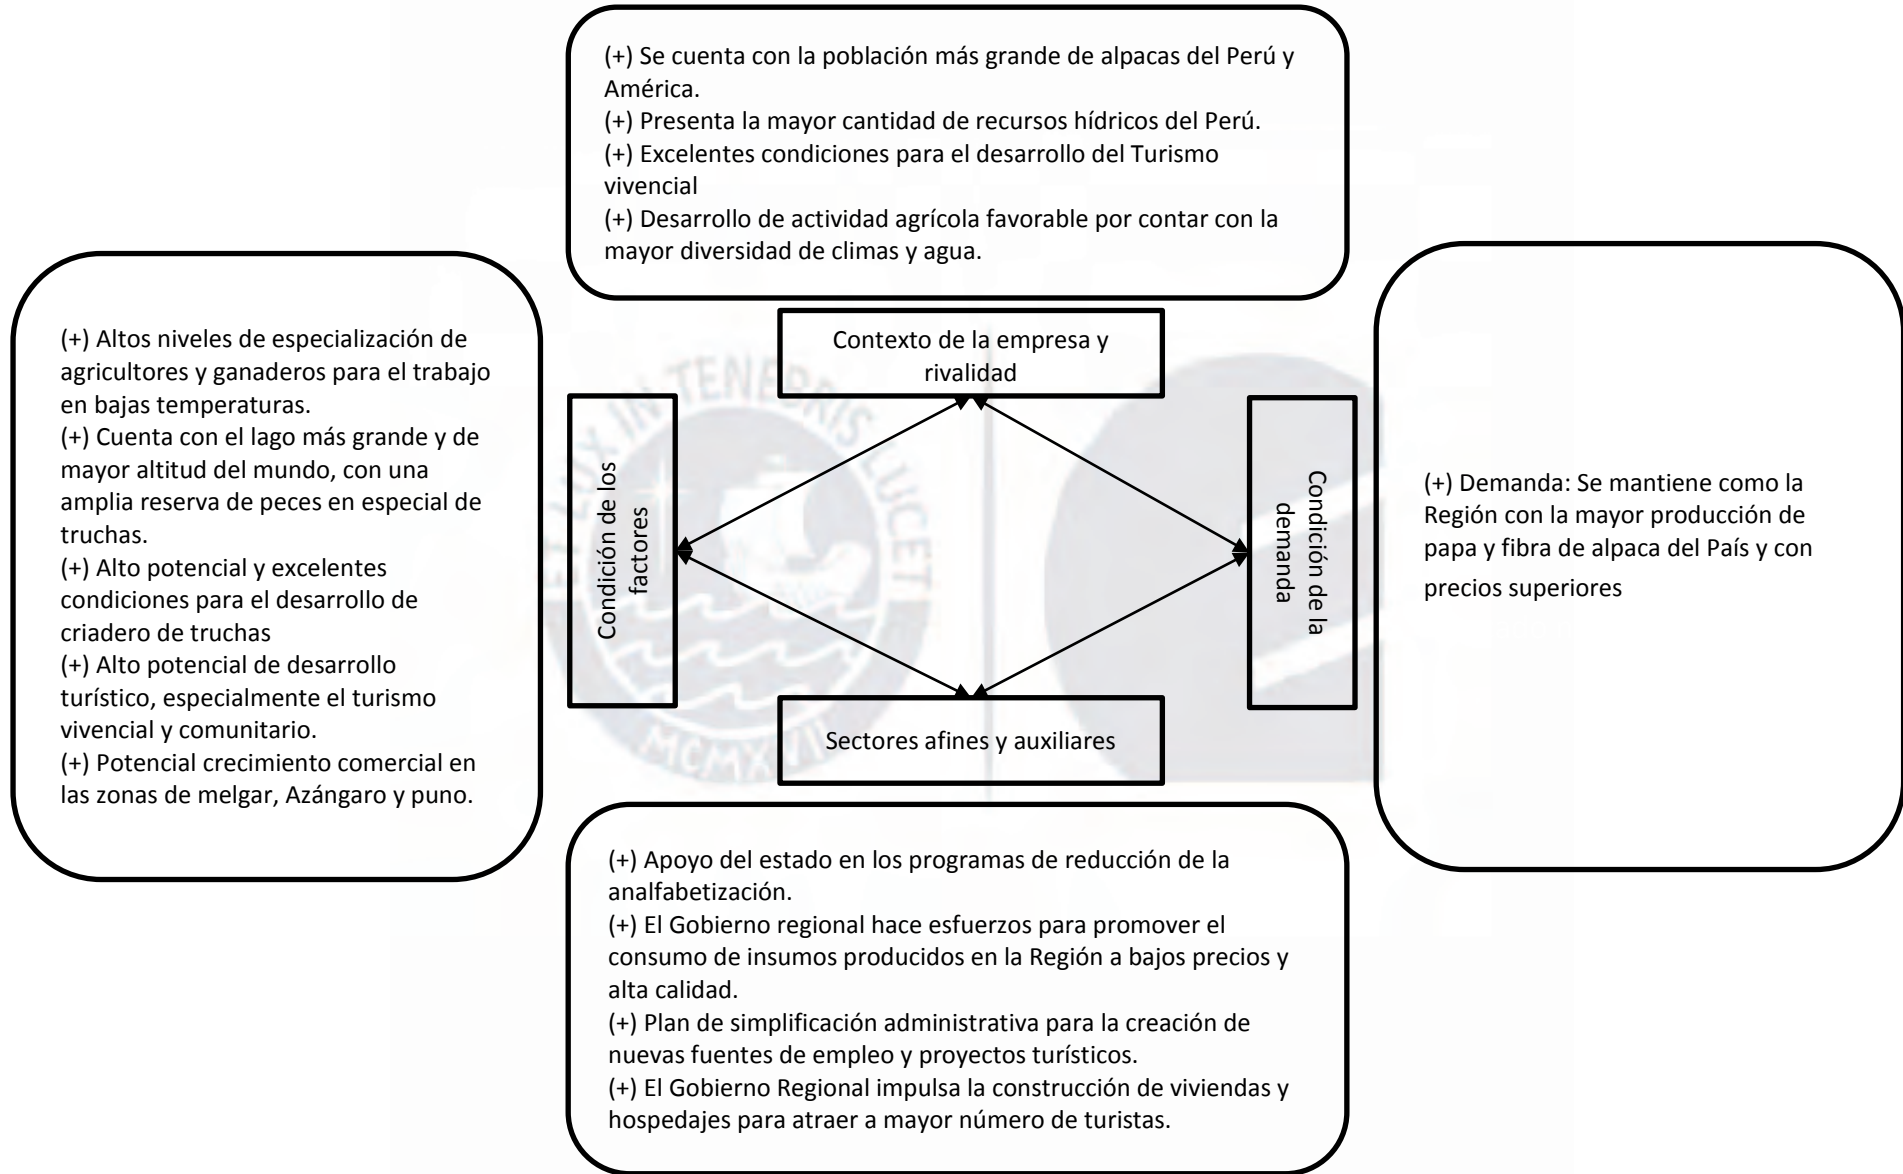 (+) Se cuenta con la población más grande de alpacas del Perú y
América.
(+) Presenta la mayor cantidad de recursos hídricos del Perú.
(+) Excelentes condiciones para el desarrollo del Turismo
vivencial
(+) Desarrollo de actividad agrícola favorable por contar con la
mayor diversidad de climas y agua.
(+) Altos niveles de especialización de
agricultores y ganaderos para el trabajo
en bajas temperaturas.
(+) Cuenta con el lago más grande y de
mayor altitud del mundo, con una
amplia reserva de peces en especial de
truchas.
(+) Alto potencial y excelentes
condiciones para el desarrollo de
criadero de truchas
(+) Alto potencial de desarrollo
turístico, especialmente el turismo
vivencial y comunitario.
(+) Potencial crecimiento comercial en
las zonas de melgar, Azángaro y puno.
Contexto de la empresa y
rivalidad
Condición de los
factores
Condición de la
demanda
Sectores afines y auxiliares
ET LUX IN TENEBRIS LUCET
MCMXVII
(+) Demanda: Se mantiene como la
Región con la mayor producción de
papa y fibra de alpaca del País y con
precios superiores
(+) Apoyo del estado en los programas de reducción de la
analfabetización.
(+) El Gobierno regional hace esfuerzos para promover el
consumo de insumos producidos en la Región a bajos precios y
alta calidad.
(+) Plan de simplificación administrativa para la creación de
nuevas fuentes de empleo y proyectos turísticos.
(+) El Gobierno Regional impulsa la construcción de viviendas y
hospedajes para atraer a mayor número de turistas.